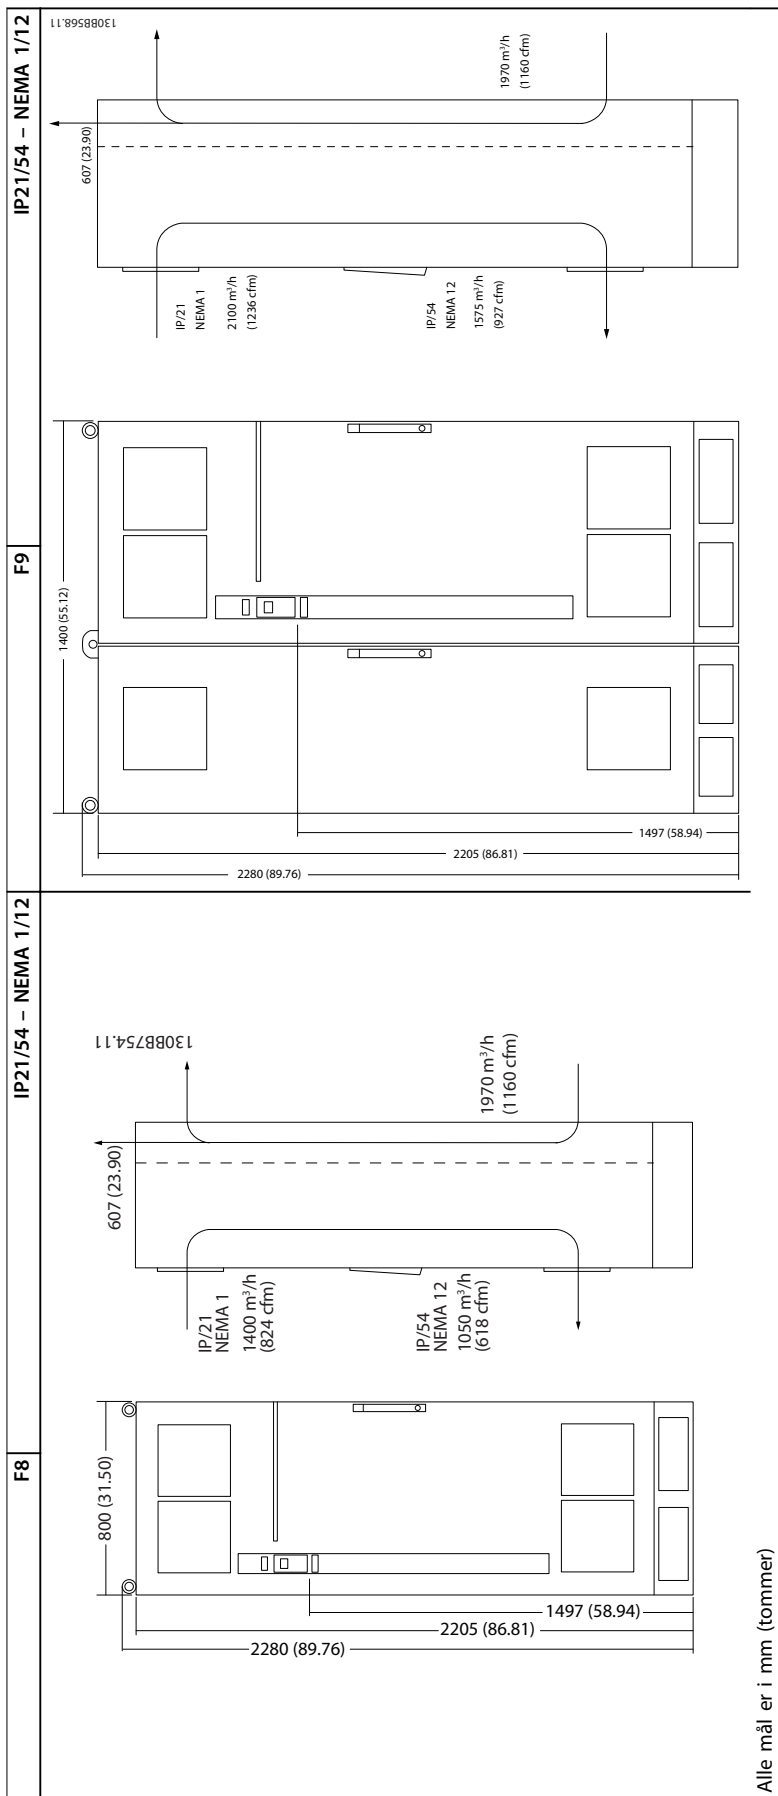 F8
IP21/54 – NEMA 1/12
F9
IP21/54 – NEMA 1/12
800 (31.50)
2280 (89.76)
2205 (86.81)
1497 (58.94)
IP/21
NEMA 1
1400 m³/h
(824 cfm)
IP/54
NEMA 12
1050 m³/h
(618 cfm)
607 (23.90)
1970 m³/h
(1160 cfm)
130BB754.11
1400 (55.12)
2280 (89.76)
2205 (86.81)
1497 (58.94)
IP/21
NEMA 1
2100 m³/h
(1236 cfm)
IP/54
NEMA 12
1575 m³/h
(927 cfm)
607 (23.90)
1970 m³/h
(1160 cfm)
130BB568.11
Alle mål er i mm (tommer)